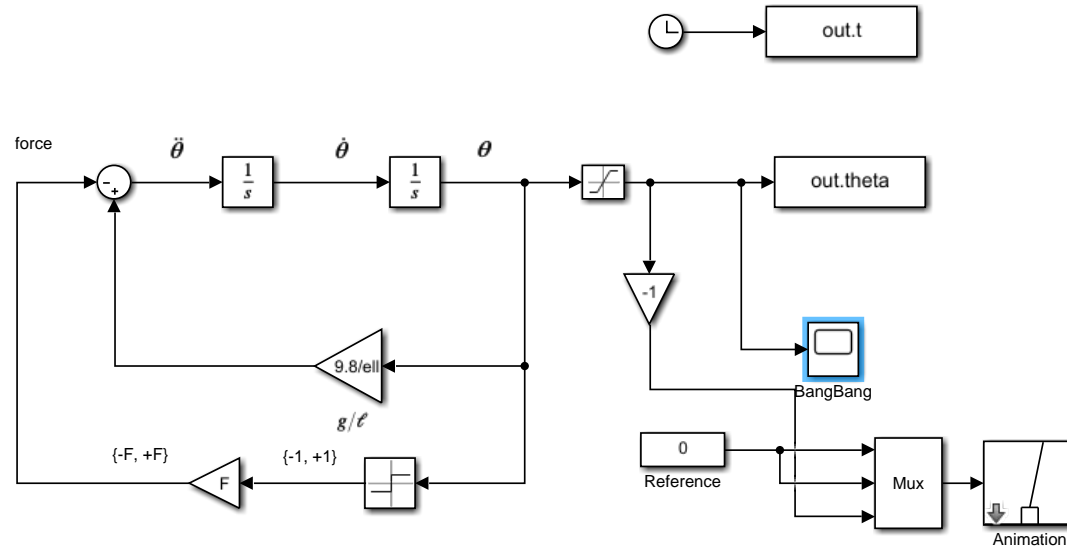 out.t
force
θ̈
θ̇
θ
-
+
1
s
1
s
out.theta
-1
9.8/ell
g/ℓ
BangBang
{-F, +F}
{-1, +1}
F
0
Reference
Mux
Animation